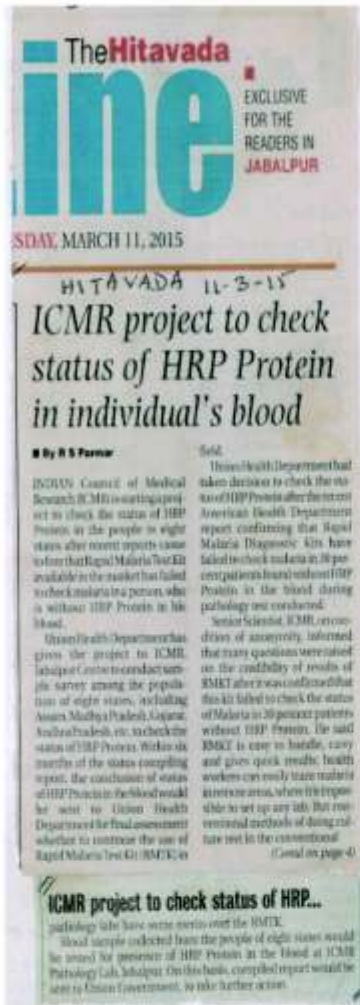 TheHitavada
ine
EXCLUSIVE
FOR THE
READERS IN
JABALPUR
SDAY, MARCH 11, 2015
HITAVADA 11-3-15
ICMR project to check
status of HRP Protein
in individual's blood
■ By R S Parmar
INDIAN Council of Medical
Research (ICMR) is starting a proj-
ect to check the status of HRP
Protein in the people in eight
states after recent reports came
to fore that Rapid Malaria Test Kit
available in the market has failed
to check malaria in a person, who
is without HRP Protein in his
blood.
Union Health Department has
given the project to ICMR,
Jabalpur Centre to conduct sam-
ple survey among the popula-
tion of eight states, including
Assam, Madhya Pradesh, Gujarat,
Andhra Pradesh, etc, to check the
status of HRP Protein. Within six
months of the status compiling
report, the conclusion of status
of HRP Protein in the blood would
be sent to Union Health
Department for final assessment
whether to continue the use of
Rapid Malaria Test Kit (RMTK) in
field.
Union Health Department had
taken decision to check the sta-
tus of HRP Protein after the recent
American Health Department
report confirming that Rapid
Malaria Diagnostic Kits have
failed to check malaria in 30 per-
cent patients found without HRP
Protein in the blood during
pathology test conducted.
Senior Scientist, ICMR, on con-
dition of anonymity, informed
that many questions were raised
on the credibility of results of
RMKT after it was confirmed that
this kit failed to check the status
of Malaria in 30 percent patients
without HRP Protein. He said
RMKT is easy to handle, carry
and gives quick results; health
workers can easily train
in remote areas, where it is impos-
sible to set up any lab. But
methods of doing cul-
ture test in the conventional
(Contd on page 4)
ICMR project to check status of HRP...
pathology labs have some merits over the RMTK.
Blood sample collected from the people of eight states would
be tested for presence of HRP Protein in the blood at ICMR
Pathology Lab, Jabalpur. On this basis, compiled report would be
sent to Union Government, to take further action.